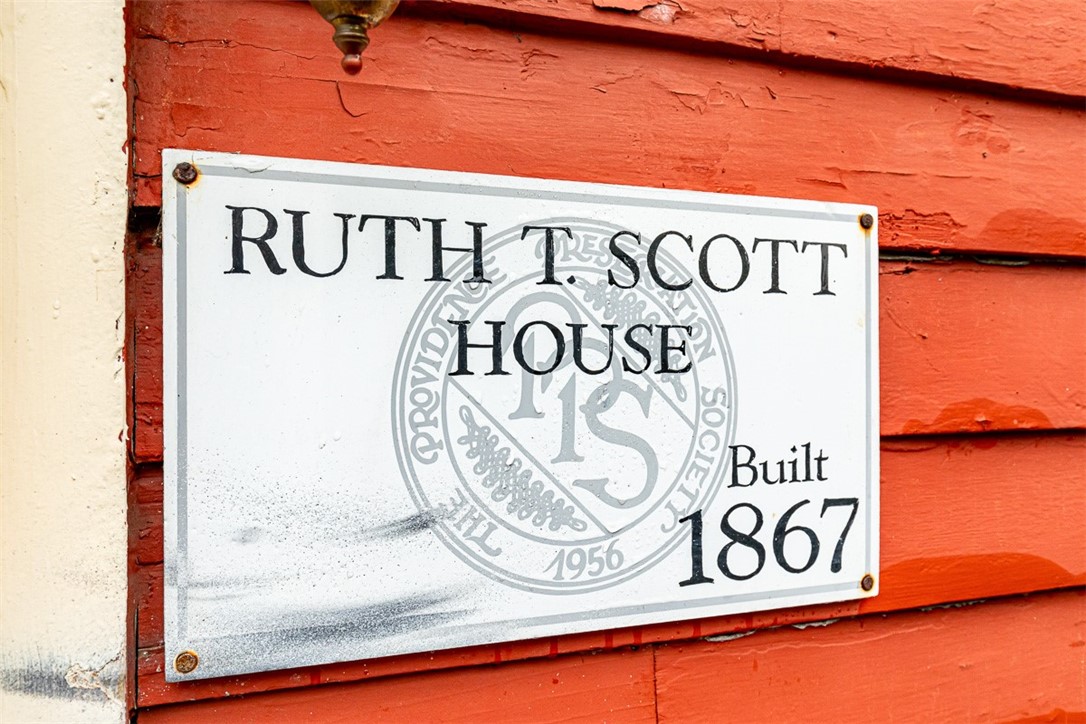 RUTH T. SCOTT
HOUSE
Built
1867
THE PROVIDENCE PRESERVATION SOCIETY
1956
PPS